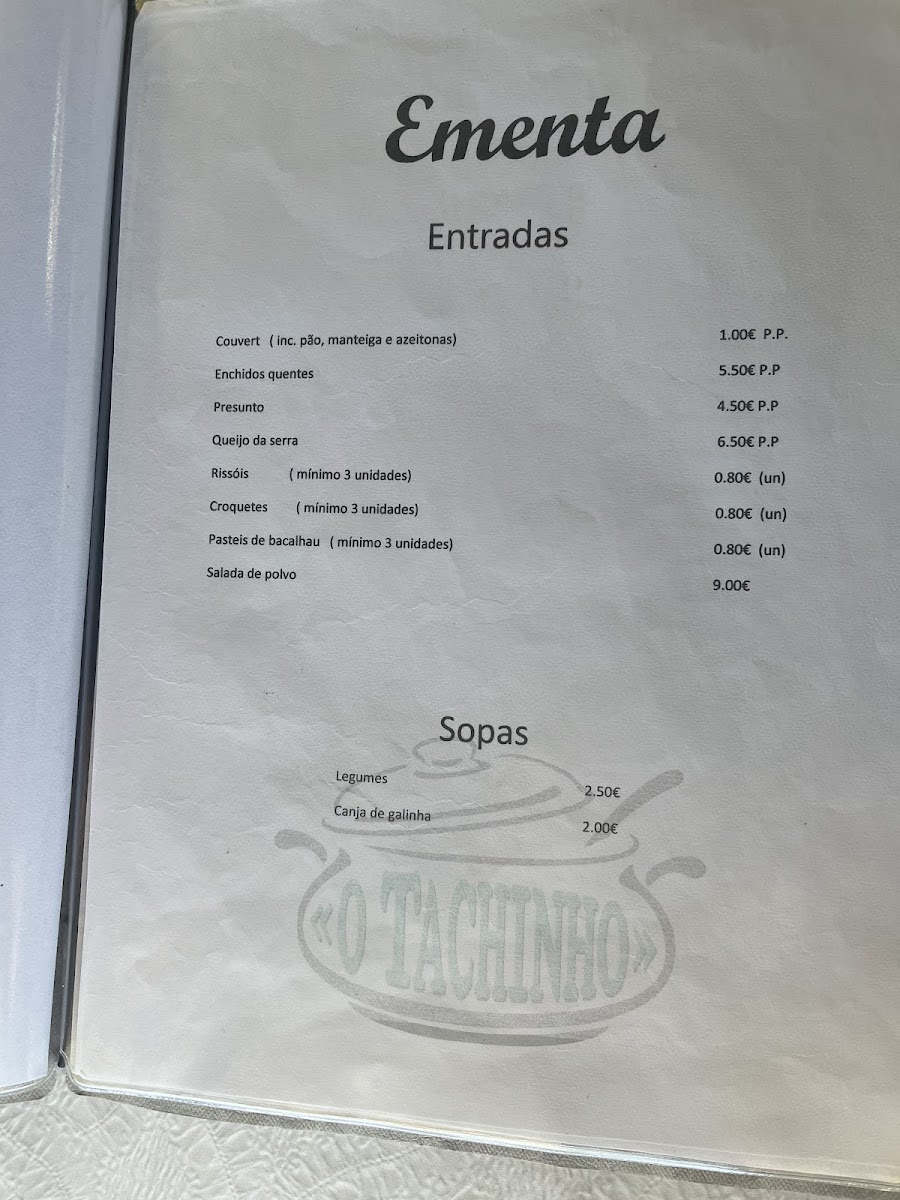 Ementa
Entradas
Couvert ( inc. pão, manteiga e azeitonas) 1.00€ P.P.
Enchidos quentes 5.50€ P.P
Presunto 4.50€ P.P
Queijo da serra 6.50€ P.P
Rissóis ( mínimo 3 unidades) 0.80€ (un)
Croquetes ( mínimo 3 unidades) 0.80€ (un)
Pasteis de bacalhau ( mínimo 3 unidades) 0.80€ (un)
Salada de polvo 9.00€
Sopas
Legumes 2.50€
Canja de galinha 2.00€
«O TACHINHO»